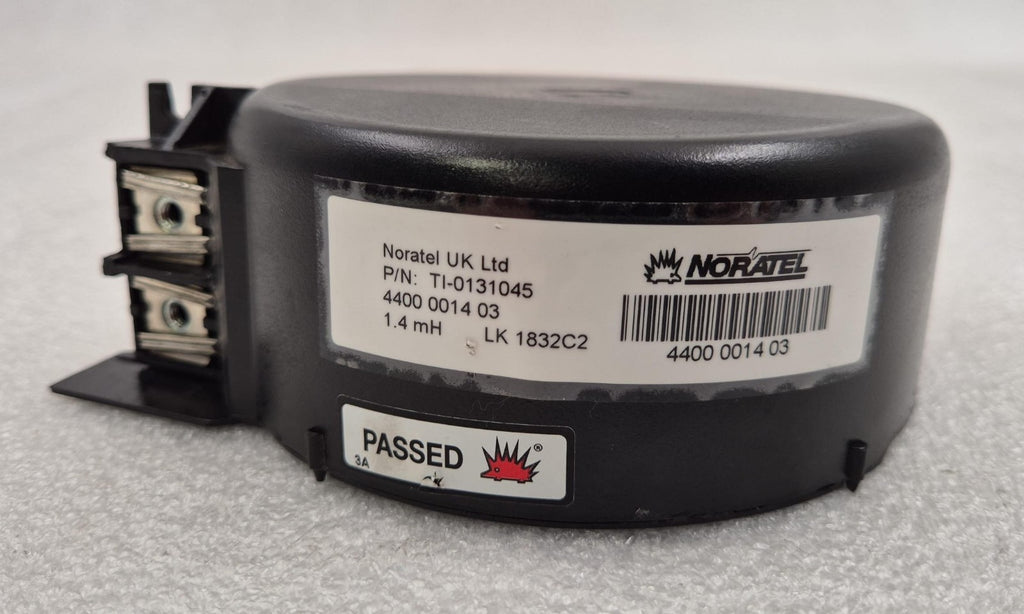 Noratel UK Ltd
P/N: TI-0131045
4400 0014 03
1.4 mH LK 1832C2
NORATEL
4400 0014 03
PASSED ®
3A